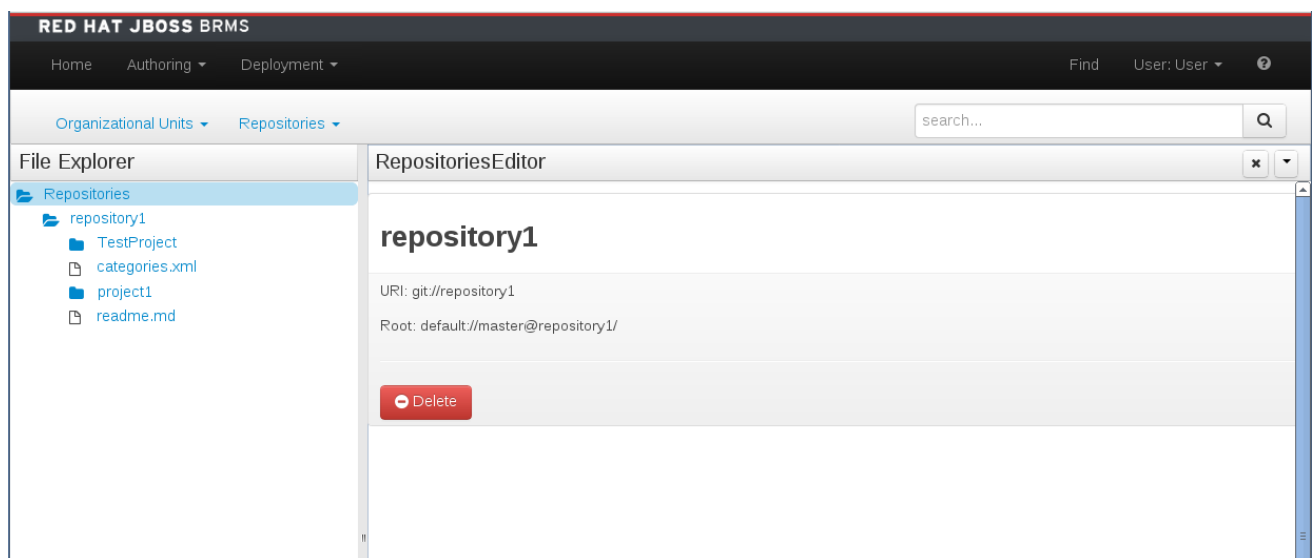 RED HAT JBOSS BRMS
Home Authoring Deployment Find User: User
Organizational Units Repositories search...
File Explorer
Repositories
repository1
TestProject
categories.xml
project1
readme.md
RepositoriesEditor
repository1
URI: git://repository1
Root: default://master@repository1/
Delete